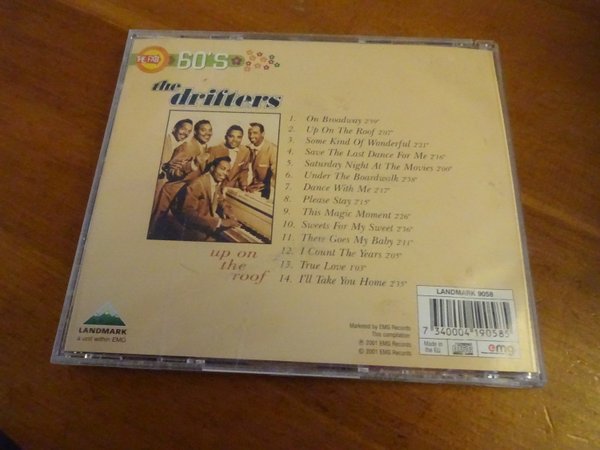 RETRO 60's
the
drifters
1. On Broadway 2'59"
2. Up On The Roof 2'07"
3. Some Kind Of Wonderful 2'21"
4. Save The Last Dance For Me 2'16"
5. Saturday Night At The Movies 2'00"
6. Under The Boardwalk 2'36"
7. Dance With Me 2'17"
8. Please Stay 2'15"
9. This Magic Moment 2'26"
10. Sweets For My Sweet 2'36"
11. There Goes My Baby 2'11"
12. I Count The Years 2'05"
13. True Love 1'03"
14. I'll Take You Home 2'35"
up on
the
roof
LANDMARK
a unit within EMG
Marketed by EMG Records
This compilation
℗ 2001 EMG Records
© 2001 EMG Records
LANDMARK 9058
7 340004 190585
Made in
the EU
emg